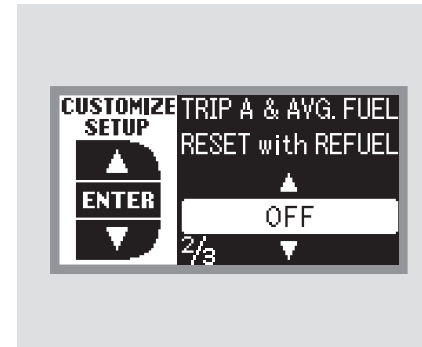 CUSTOMIZE
SETUP
ENTER
TRIP A & AVG. FUEL
RESET with REFUEL
OFF
2/3